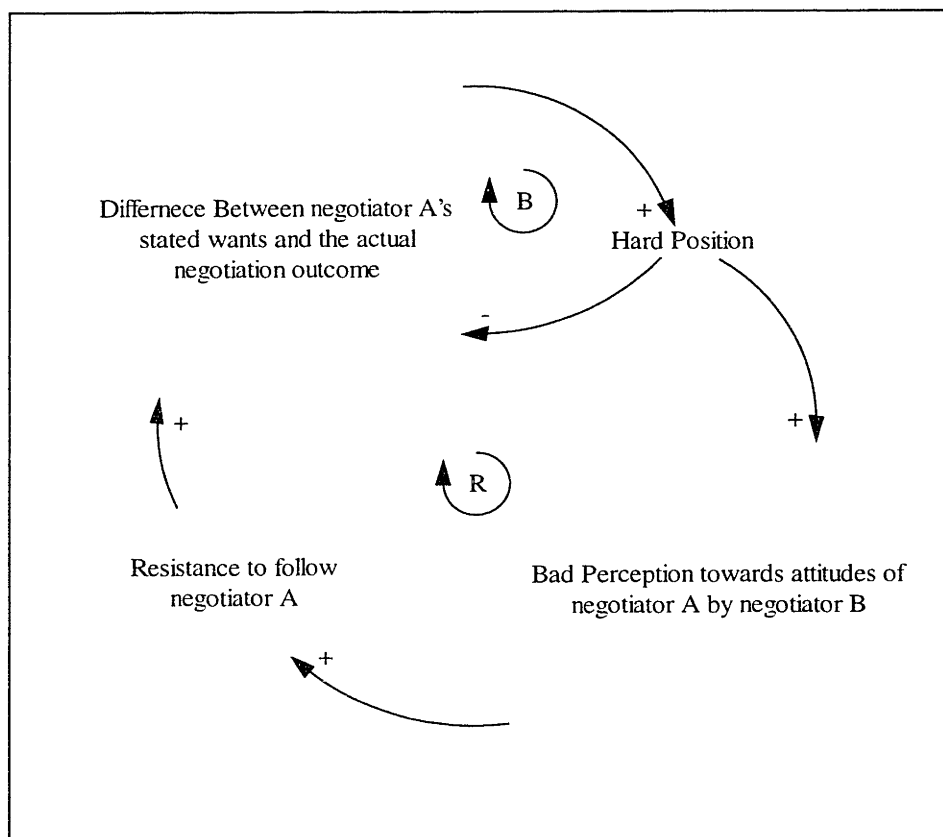 B
Differnece Between negotiator A's
stated wants and the actual
negotiation outcome
+
Hard Position
-
+
+
R
Resistance to follow
negotiator A
Bad Perception towards attitudes of
negotiator A by negotiator B
+